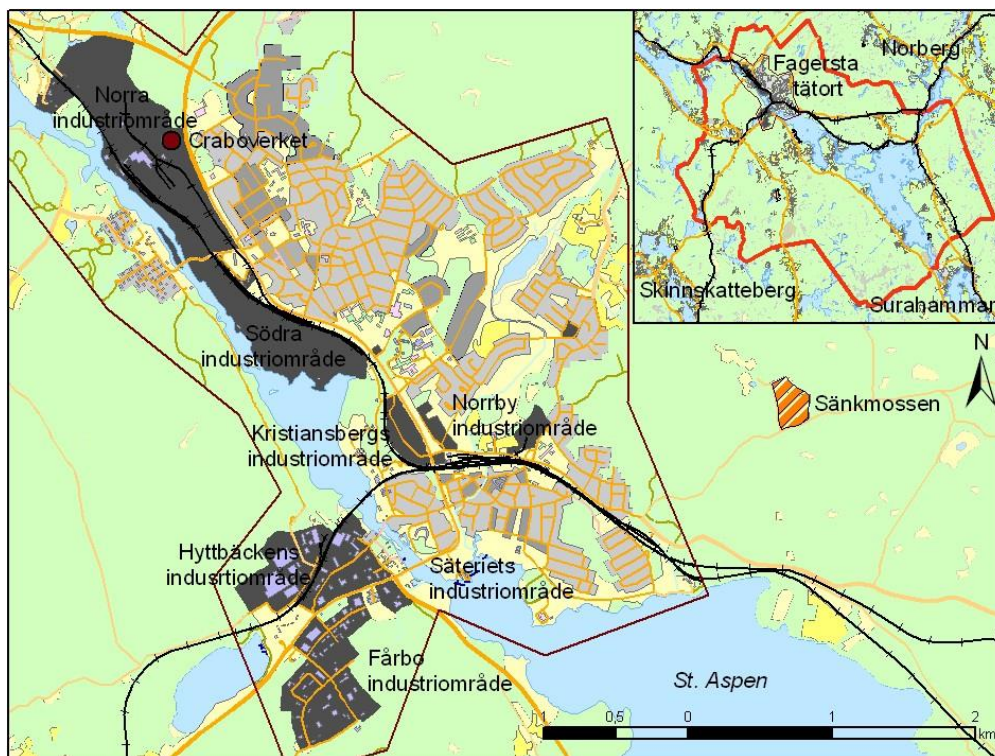 Norra
industriområde
Craboverket
Norberg
Fagersta
tätort
Skinnskatteberg
Surahammar
Södra
industriområde
N
Sänkmossen
Norrby
industriområde
Kristiansbergs
industriområde
Hyttbäckens
indusrtiområde
Säteriets
industriområde
Fårbo
industriområde
St. Aspen
1 0,5 0 1 2
km